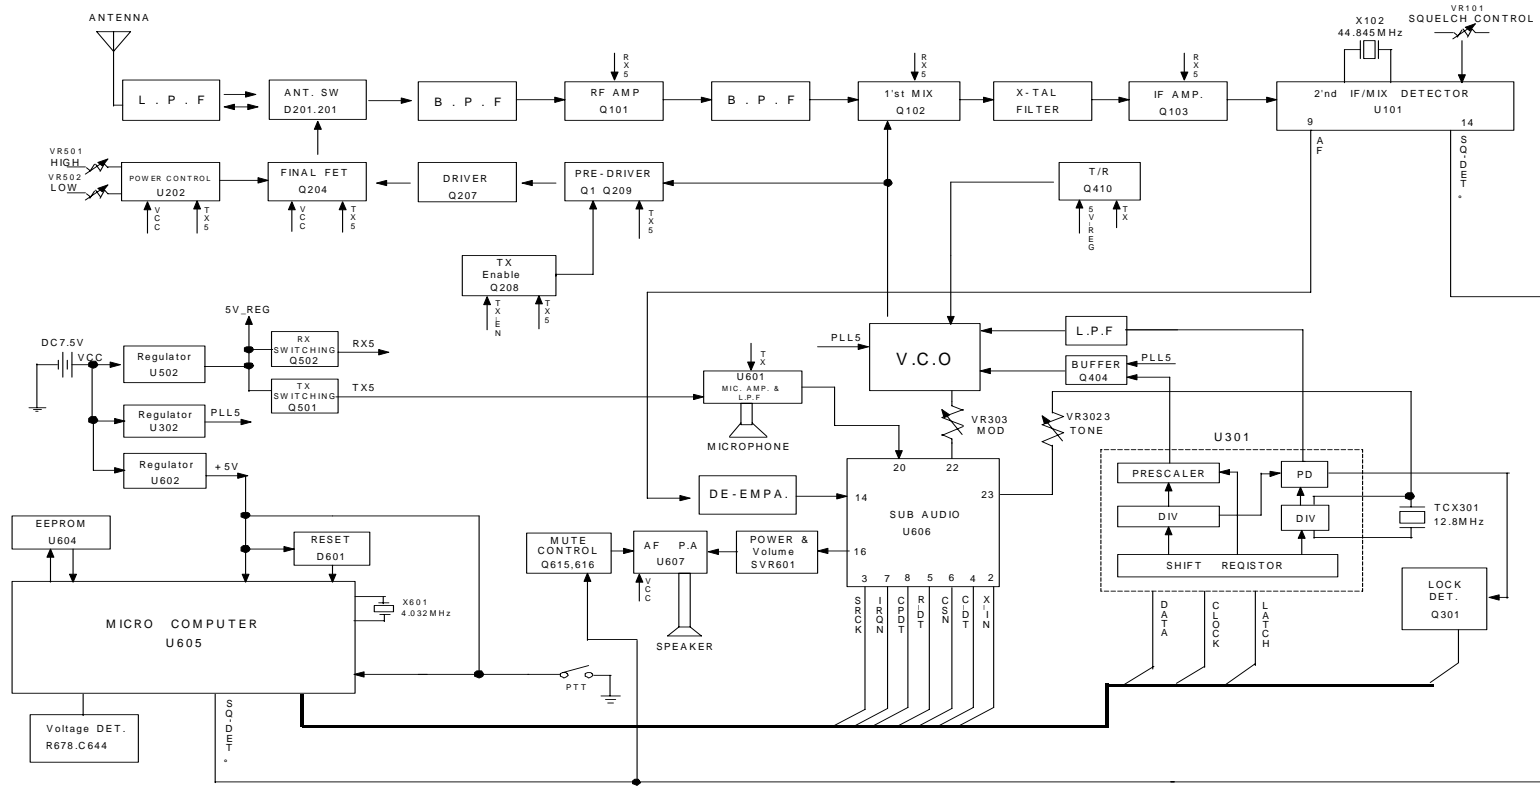 ANTENNA
L . P . F
ANT. SW
D201.201
B . P . F
RX5
RF AMP
Q101
B . P . F
RX5
1'st MIX
Q102
X-TAL
FILTER
RX5
IF AMP.
Q103
X102
44.845MHz
VR101
SQUELCH CONTROL
2'nd IF/MIX DETECTOR
U101
9
14
AF
SQ-DET.
VR501
HIGH
VR502
LOW
POWER CONTROL
U202
VCC
TX5
FINAL FET
Q204
VCC
TX5
DRIVER
Q207
PRE-DRIVER
Q1 Q209
TX5
T/R
Q410
5V-REG
TX
TX
Enable
Q208
TX-EN
TX5
5V_REG
DC7.5V
VCC
Regulator
U502
RX
SWITCHING
Q502
RX5
TX
SWITCHING
Q501
TX5
Regulator
U302
PLL5
Regulator
U602
+5V
TX
U601
MIC. AMP. &
L.P.F
MICROPHONE
PLL5
V.C.O
L.P.F
BUFFER
Q404
PLL5
VR303
MOD
VR3023
TONE
U301
PRESCALER
PD
DIV
DIV
SHIFT REQISTOR
TCX301
12.8MHz
DATA
CLOCK
LATCH
LOCK
DET.
Q301
DE-EMPA.
20
22
14
23
SUB AUDIO
U606
16
3
7
8
5
6
4
2
SRCK
IRQN
CPDT
R-DT
CSN
C-DT
X-IN
MUTE
CONTROL
Q615,616
AF P.A
U607
VCC
POWER &
Volume
SVR601
SPEAKER
EEPROM
U604
RESET
D601
MICRO COMPUTER
U605
X601
4.032MHz
PTT
Voltage DET.
R678.C644
SQ-DET.